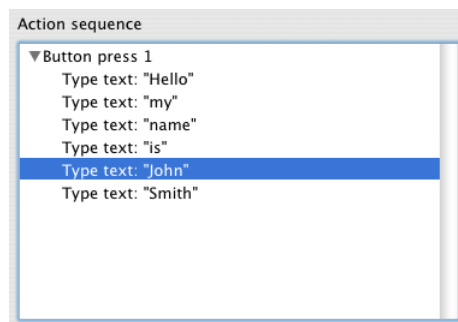 Action sequence
Button press 1
Type text: "Hello"
Type text: "my"
Type text: "name"
Type text: "is"
Type text: "John"
Type text: "Smith"